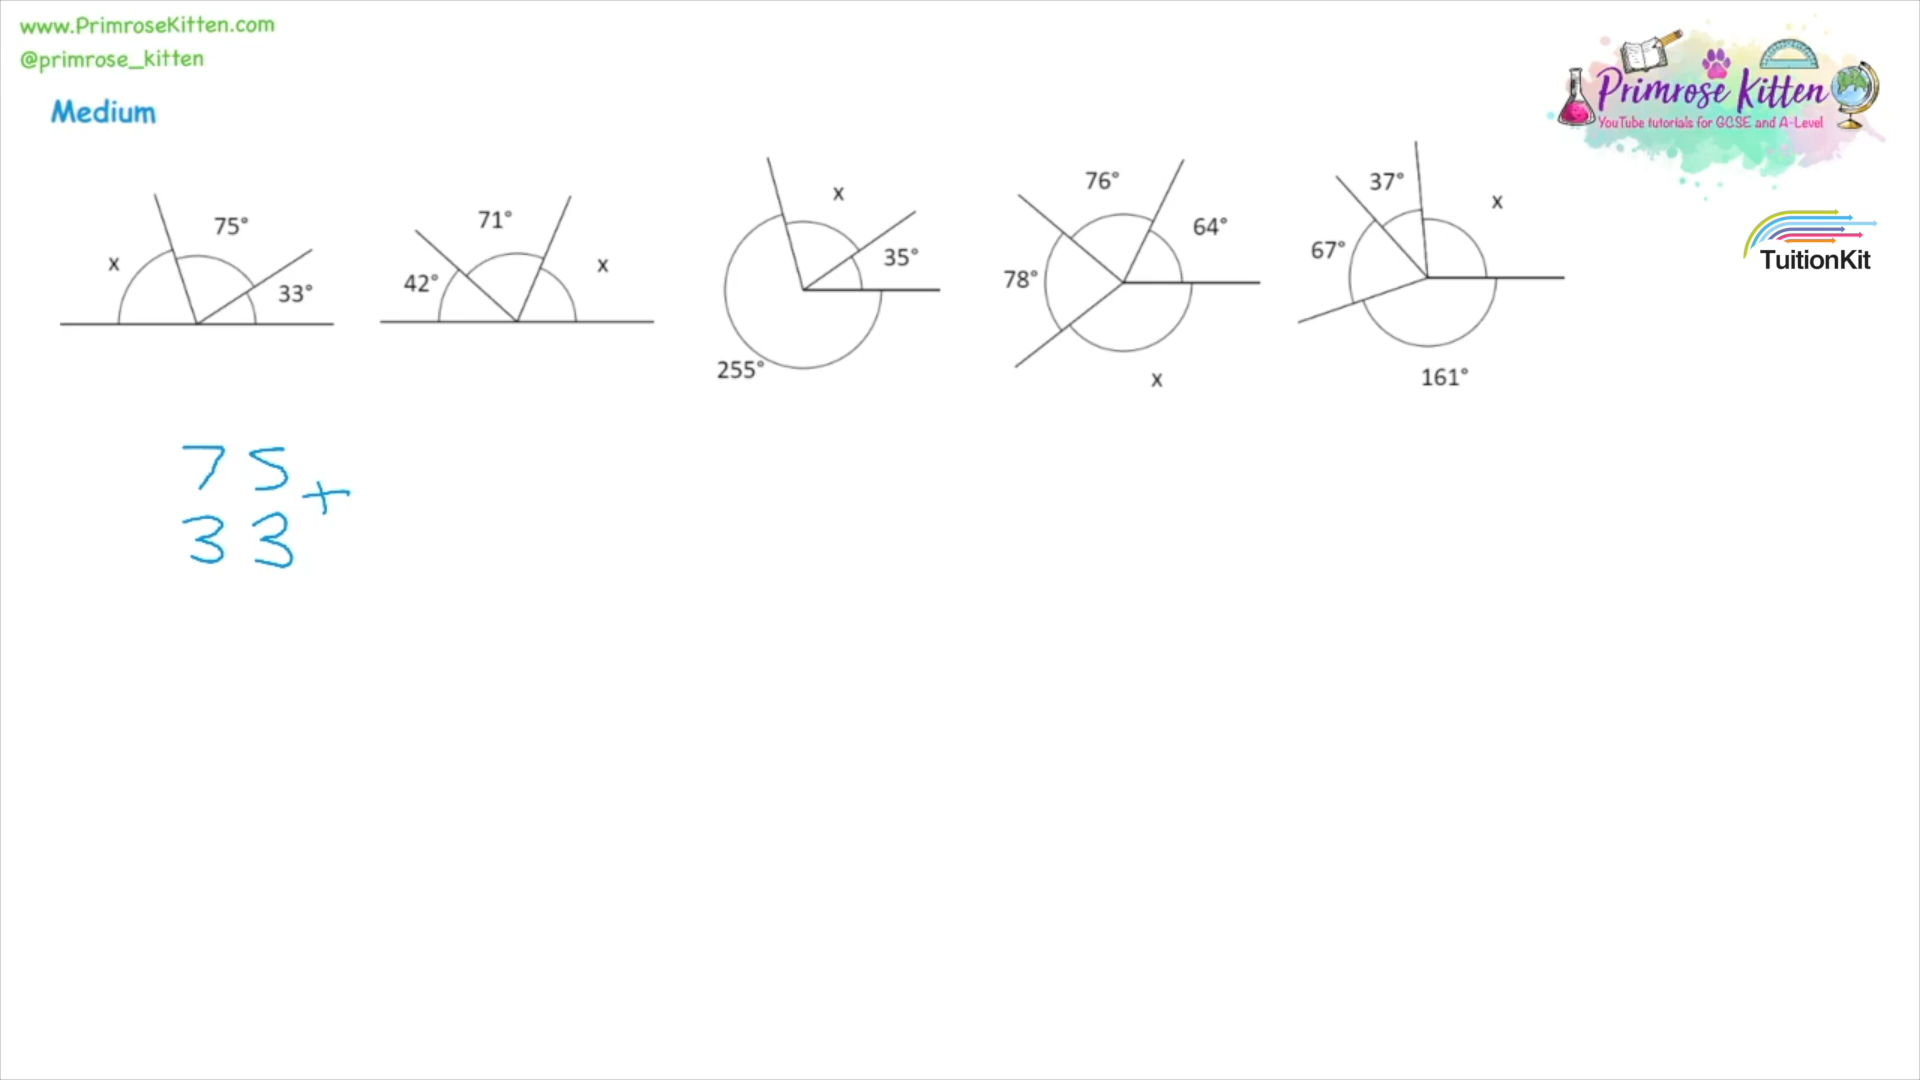 www.PrimroseKitten.com
@primrose_kitten
Medium
Primrose Kitten
YouTube tutorials for GCSE and A-Level
TuitionKit
x 75° 33°
42° 71° x
x 35° 255°
76° 64° 78° x
37° x 67° 161°
75
+
33